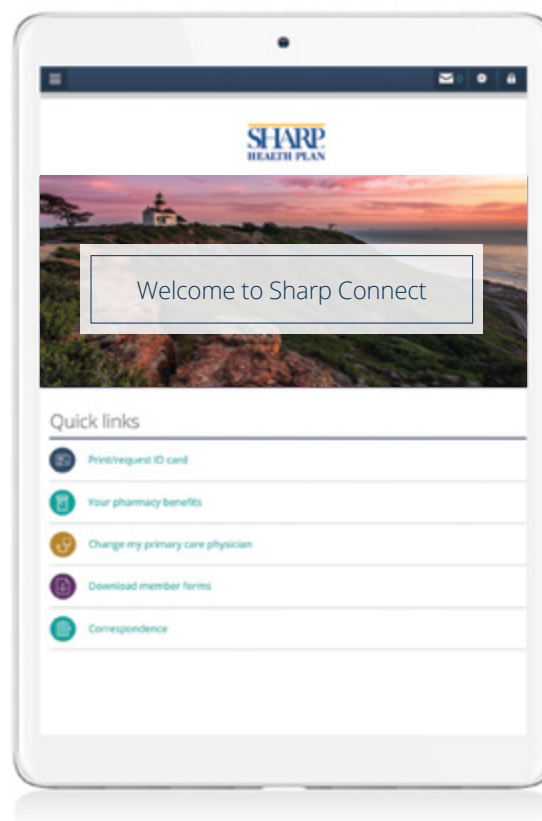 SHARP
HEALTH PLAN
Welcome to Sharp Connect
Quick links
Print/request ID card
Your pharmacy benefits
Change my primary care physician
Download member forms
Correspondence